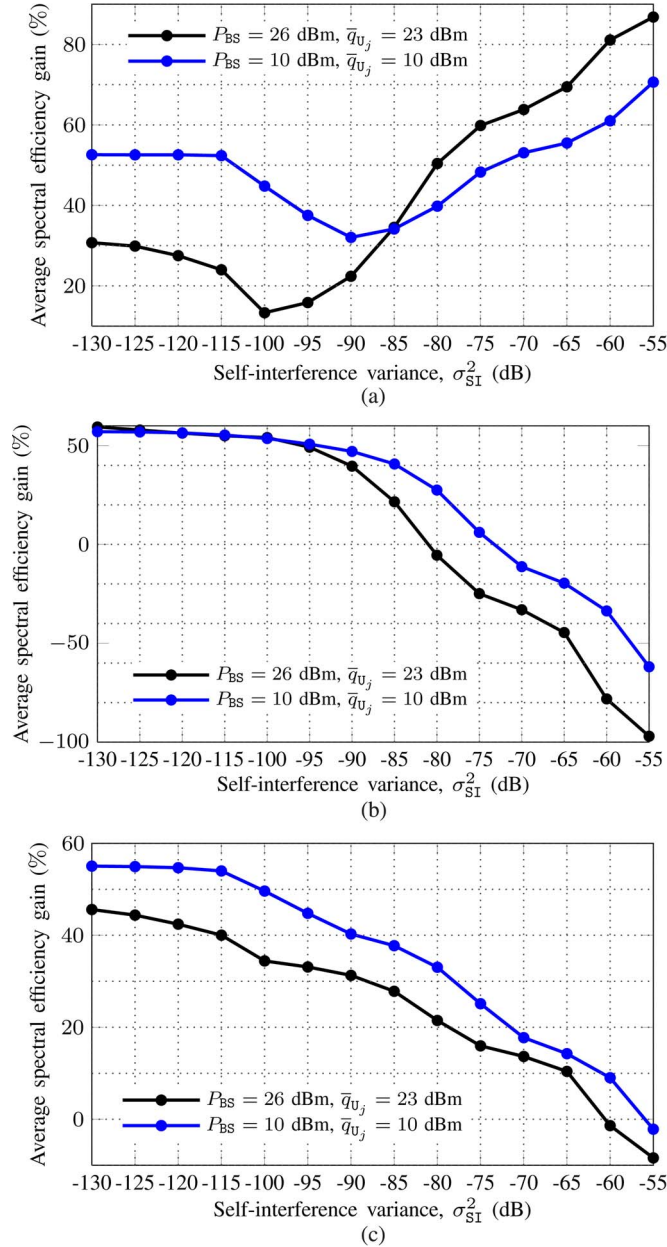 Average spectral efficiency gain (%)
80
60
40
20
P_BS = 26 dBm, q̅_U_j = 23 dBm
P_BS = 10 dBm, q̅_U_j = 10 dBm
-130 -125 -120 -115 -100 -95 -90 -85 -80 -75 -70 -65 -60 -55
Self-interference variance, σ²_SI (dB)
(a)
Average spectral efficiency gain (%)
50
0
−50
−100
P_BS = 26 dBm, q̅_U_j = 23 dBm
P_BS = 10 dBm, q̅_U_j = 10 dBm
-130 -125 -120 -115 -100 -95 -90 -85 -80 -75 -70 -65 -60 -55
Self-interference variance, σ²_SI (dB)
(b)
Average spectral efficiency gain (%)
60
40
20
0
P_BS = 26 dBm, q̅_U_j = 23 dBm
P_BS = 10 dBm, q̅_U_j = 10 dBm
-130 -125 -120 -115 -100 -95 -90 -85 -80 -75 -70 -65 -60 -55
Self-interference variance, σ²_SI (dB)
(c)